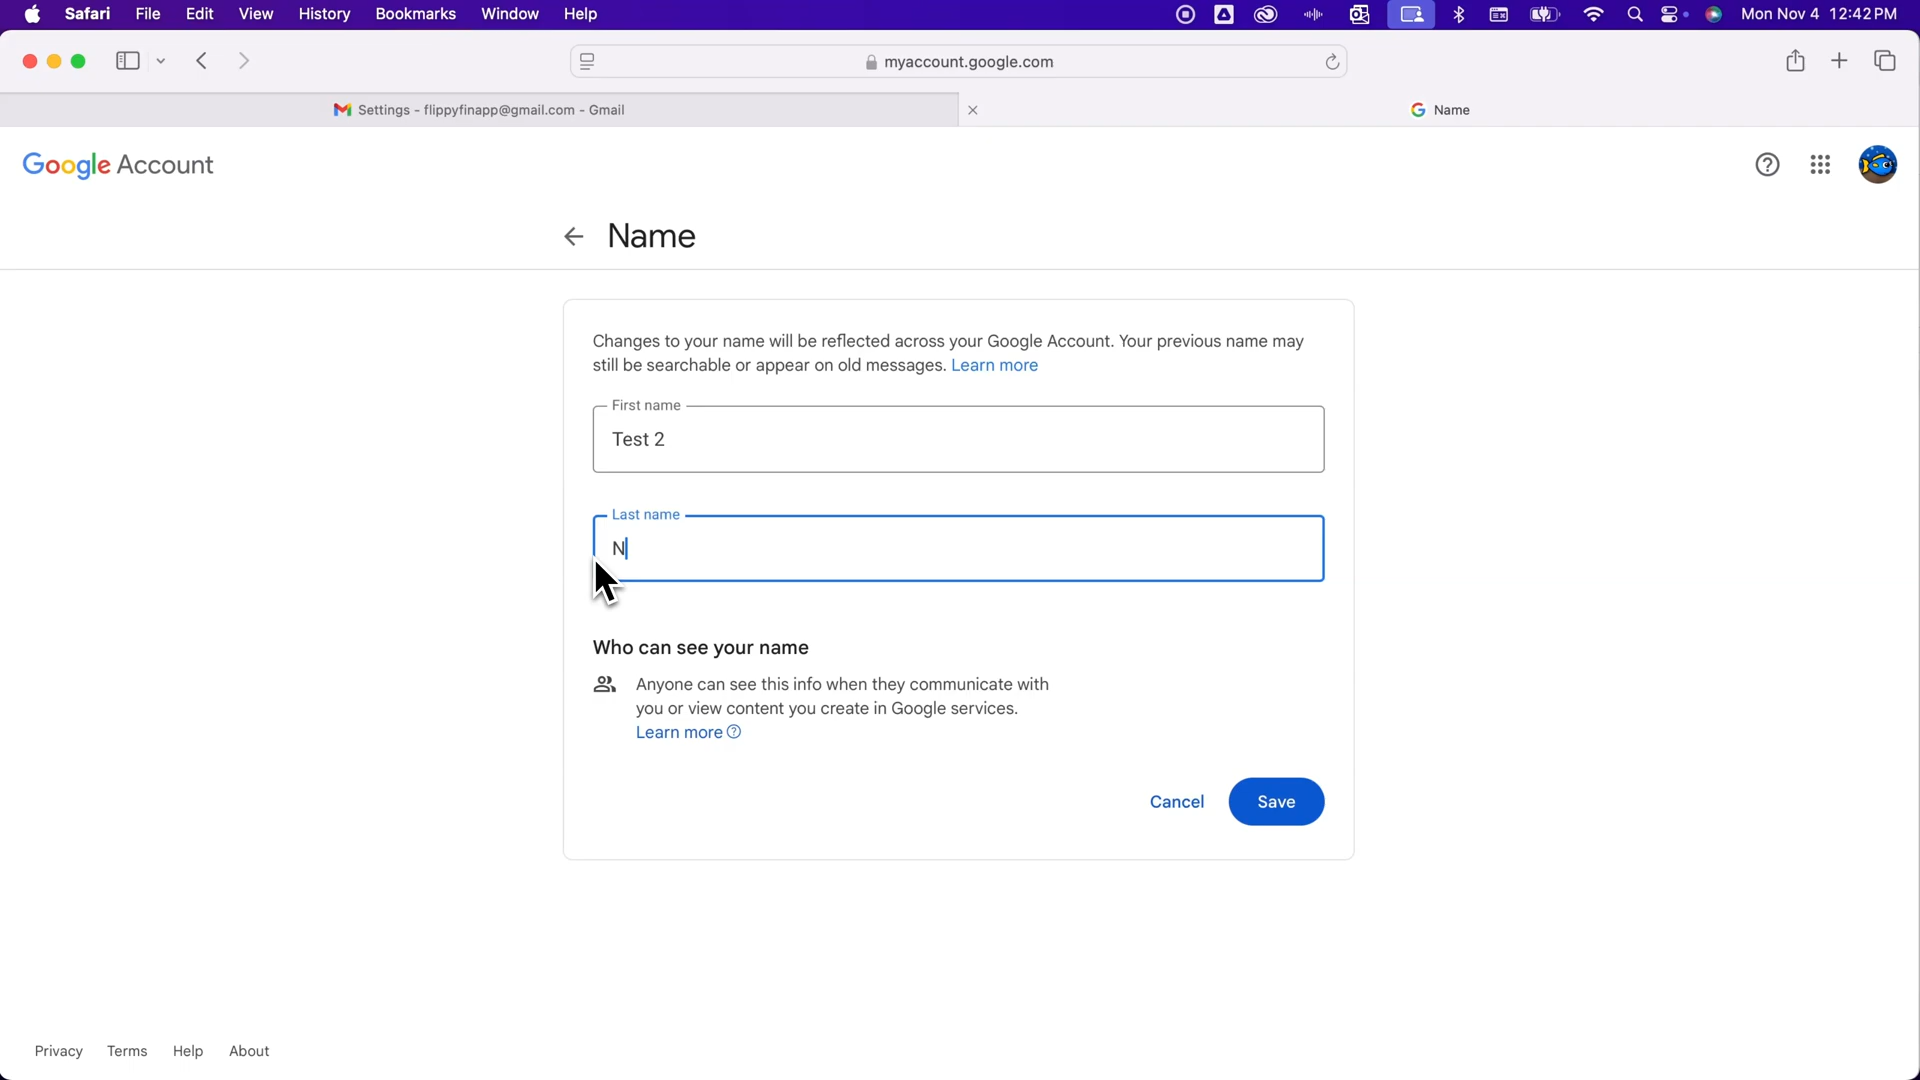 Safari File Edit View History Bookmarks Window Help Mon Nov 4 12:42 PM
myaccount.google.com
Settings - flippyfinapp@gmail.com - Gmail
Name
Google Account
Name
Changes to your name will be reflected across your Google Account. Your previous name may
still be searchable or appear on old messages. Learn more
First name
Test 2
Last name
N
Who can see your name
Anyone can see this info when they communicate with
you or view content you create in Google services.
Learn more
Cancel Save
Privacy Terms Help About